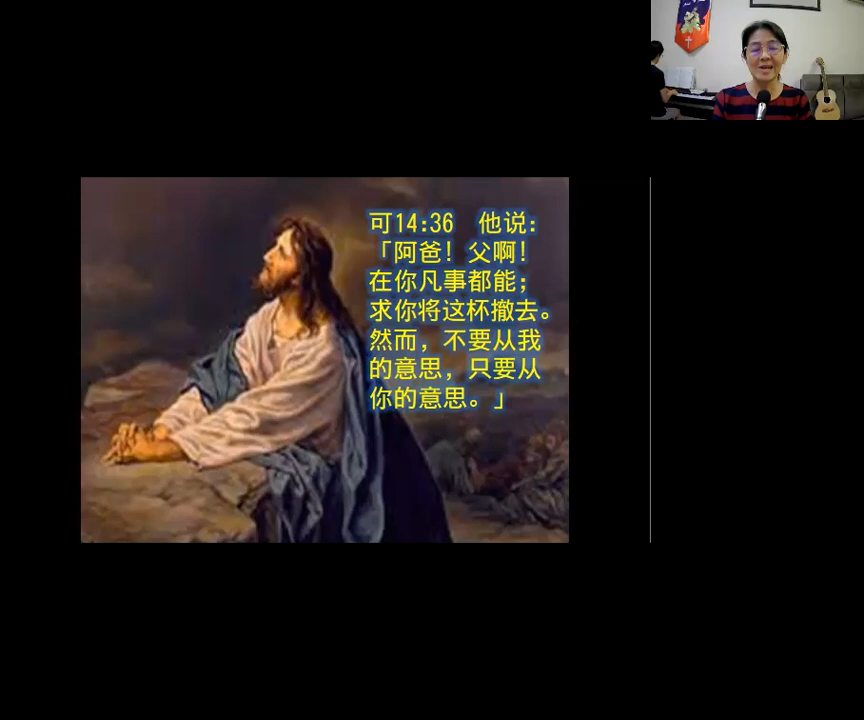 可14:36 他说：
「阿爸！父啊！
在你凡事都能；
求你将这杯撤去。
然而，不要从我
的意思，只要从
你的意思。」